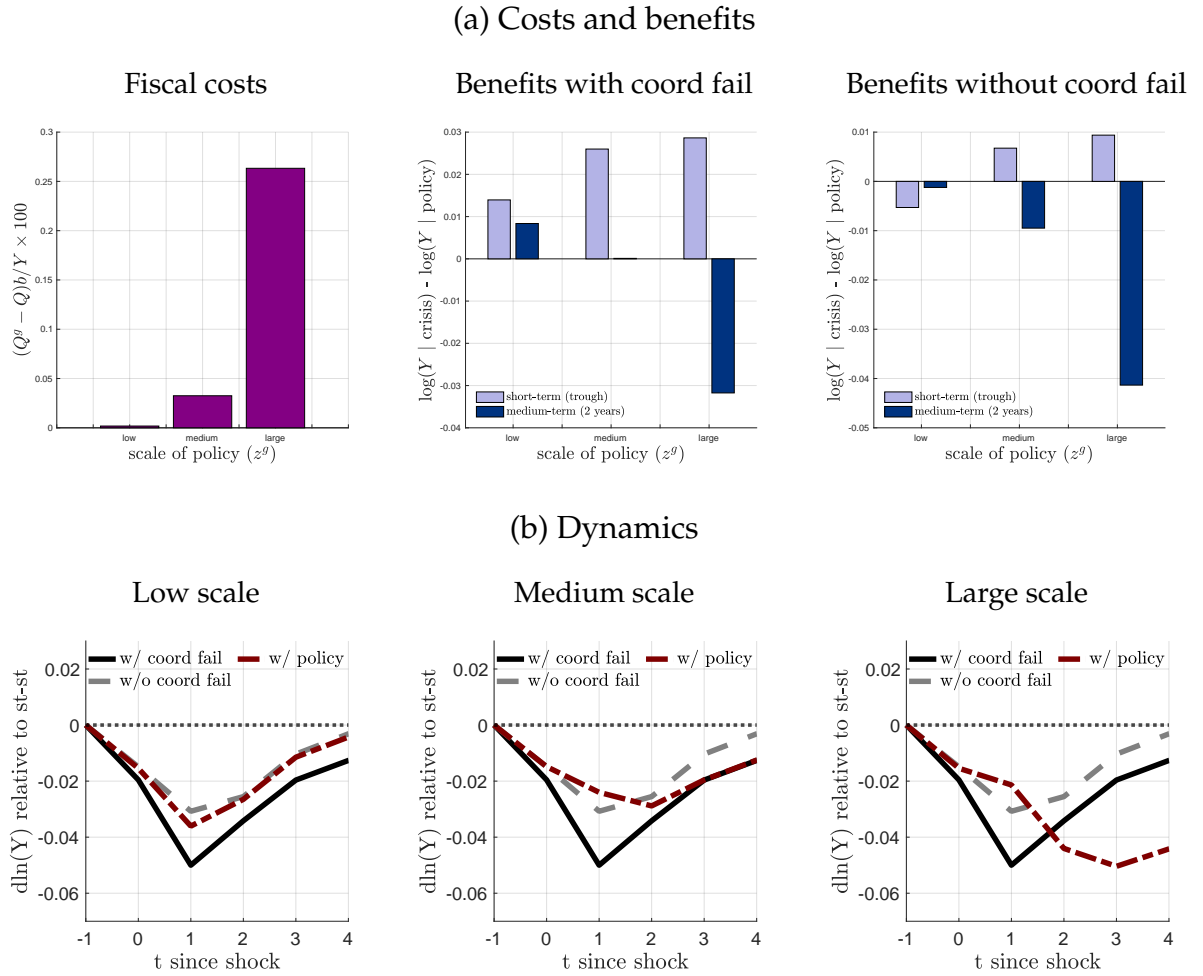 (a) Costs and benefits
Fiscal costs
Benefits with coord fail
Benefits without coord fail
(Q^g − Q)b/Y × 100
0.3
0.25
0.2
0.15
0.1
0.05
0
low
medium
large
scale of policy (z^g)
log(Y | crisis) - log(Y | policy)
0.03
0.02
0.01
0
-0.01
-0.02
-0.03
-0.04
short-term (trough)
medium-term (2 years)
low
medium
large
scale of policy (z^g)
log(Y | crisis) - log(Y | policy)
0.01
0
-0.01
-0.02
-0.03
-0.04
-0.05
short-term (trough)
medium-term (2 years)
low
medium
large
scale of policy (z^g)
(b) Dynamics
Low scale
Medium scale
Large scale
dln(Y) relative to st-st
0.02
0
-0.02
-0.04
-0.06
w/ coord fail
w/ policy
w/o coord fail
-1 0 1 2 3 4
t since shock
dln(Y) relative to st-st
0.02
0
-0.02
-0.04
-0.06
w/ coord fail
w/ policy
w/o coord fail
-1 0 1 2 3 4
t since shock
dln(Y) relative to st-st
0.02
0
-0.02
-0.04
-0.06
w/ coord fail
w/ policy
w/o coord fail
-1 0 1 2 3 4
t since shock